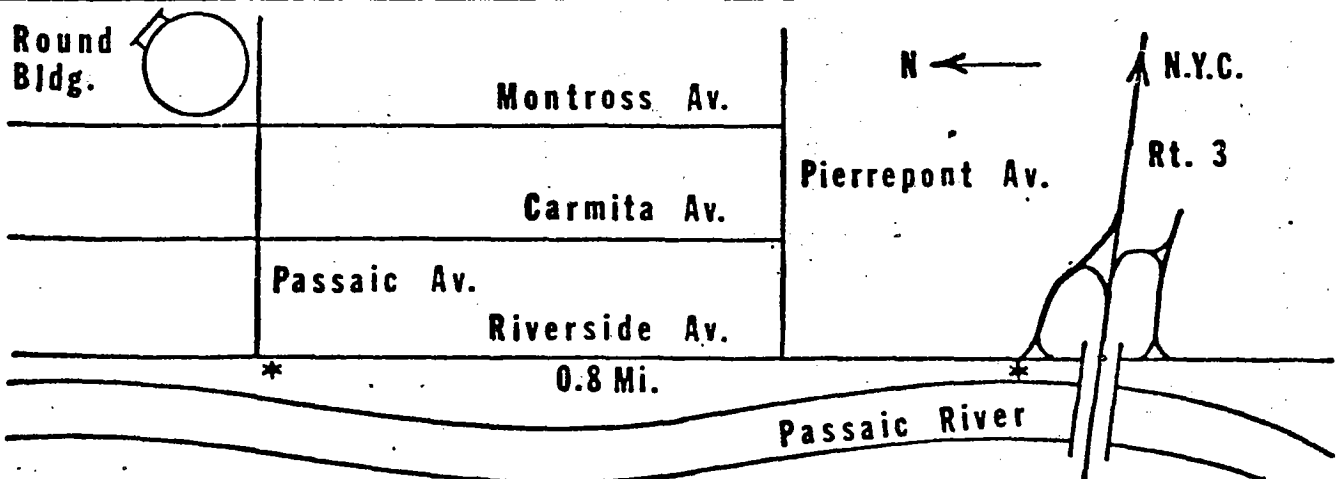 Round
Bldg.
N
N.Y.C.
Montross Av.
Rt. 3
Pierrepont Av.
Carmita Av.
Passaic Av.
Riverside Av.
*
0.8 Mi.
*
Passaic River